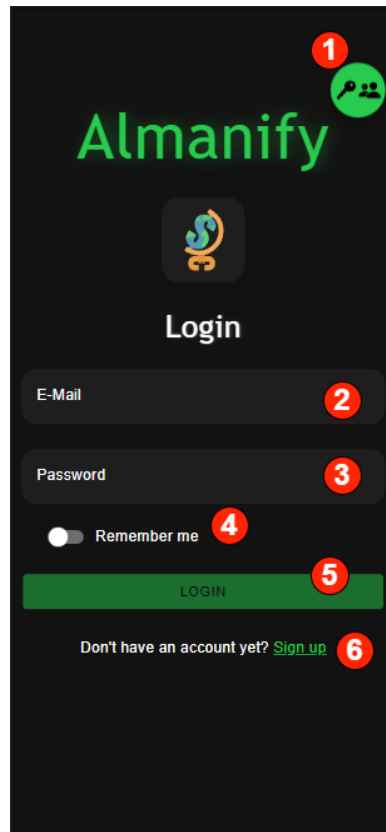 1
Almanify
Login
E-Mail
2
Password
3
Remember me
4
5
LOGIN
Don't have an account yet? Sign up
6